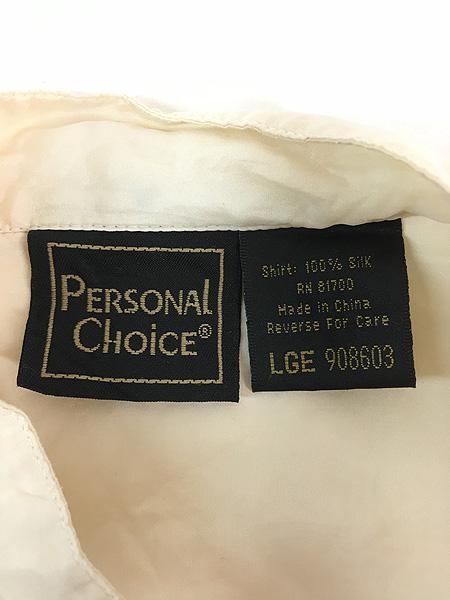 PERSONAL
CHOICE®
Shirt: 100% Silk
RN 81700
Made in China
Reverse For Care
LGE 908603